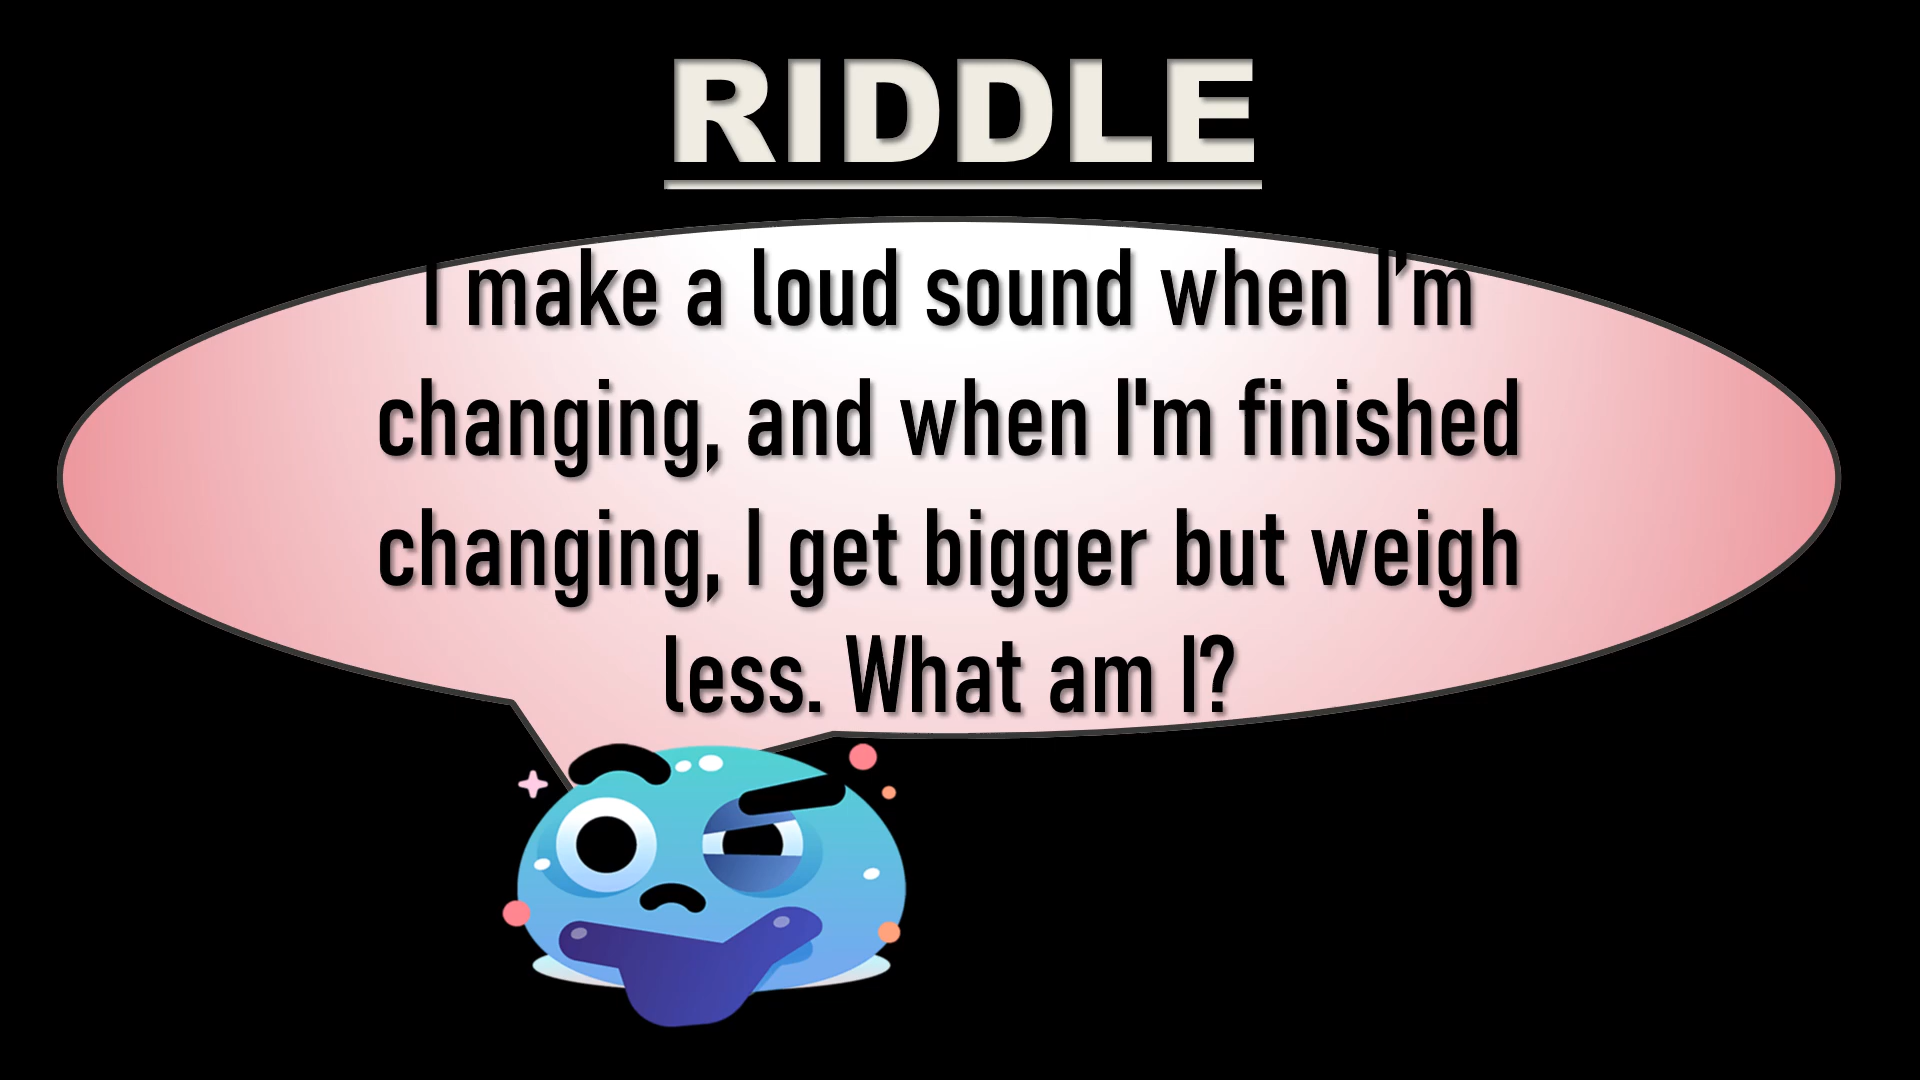 RIDDLE
I make a loud sound when I’m
changing, and when I'm finished
changing, I get bigger but weigh
less. What am I?